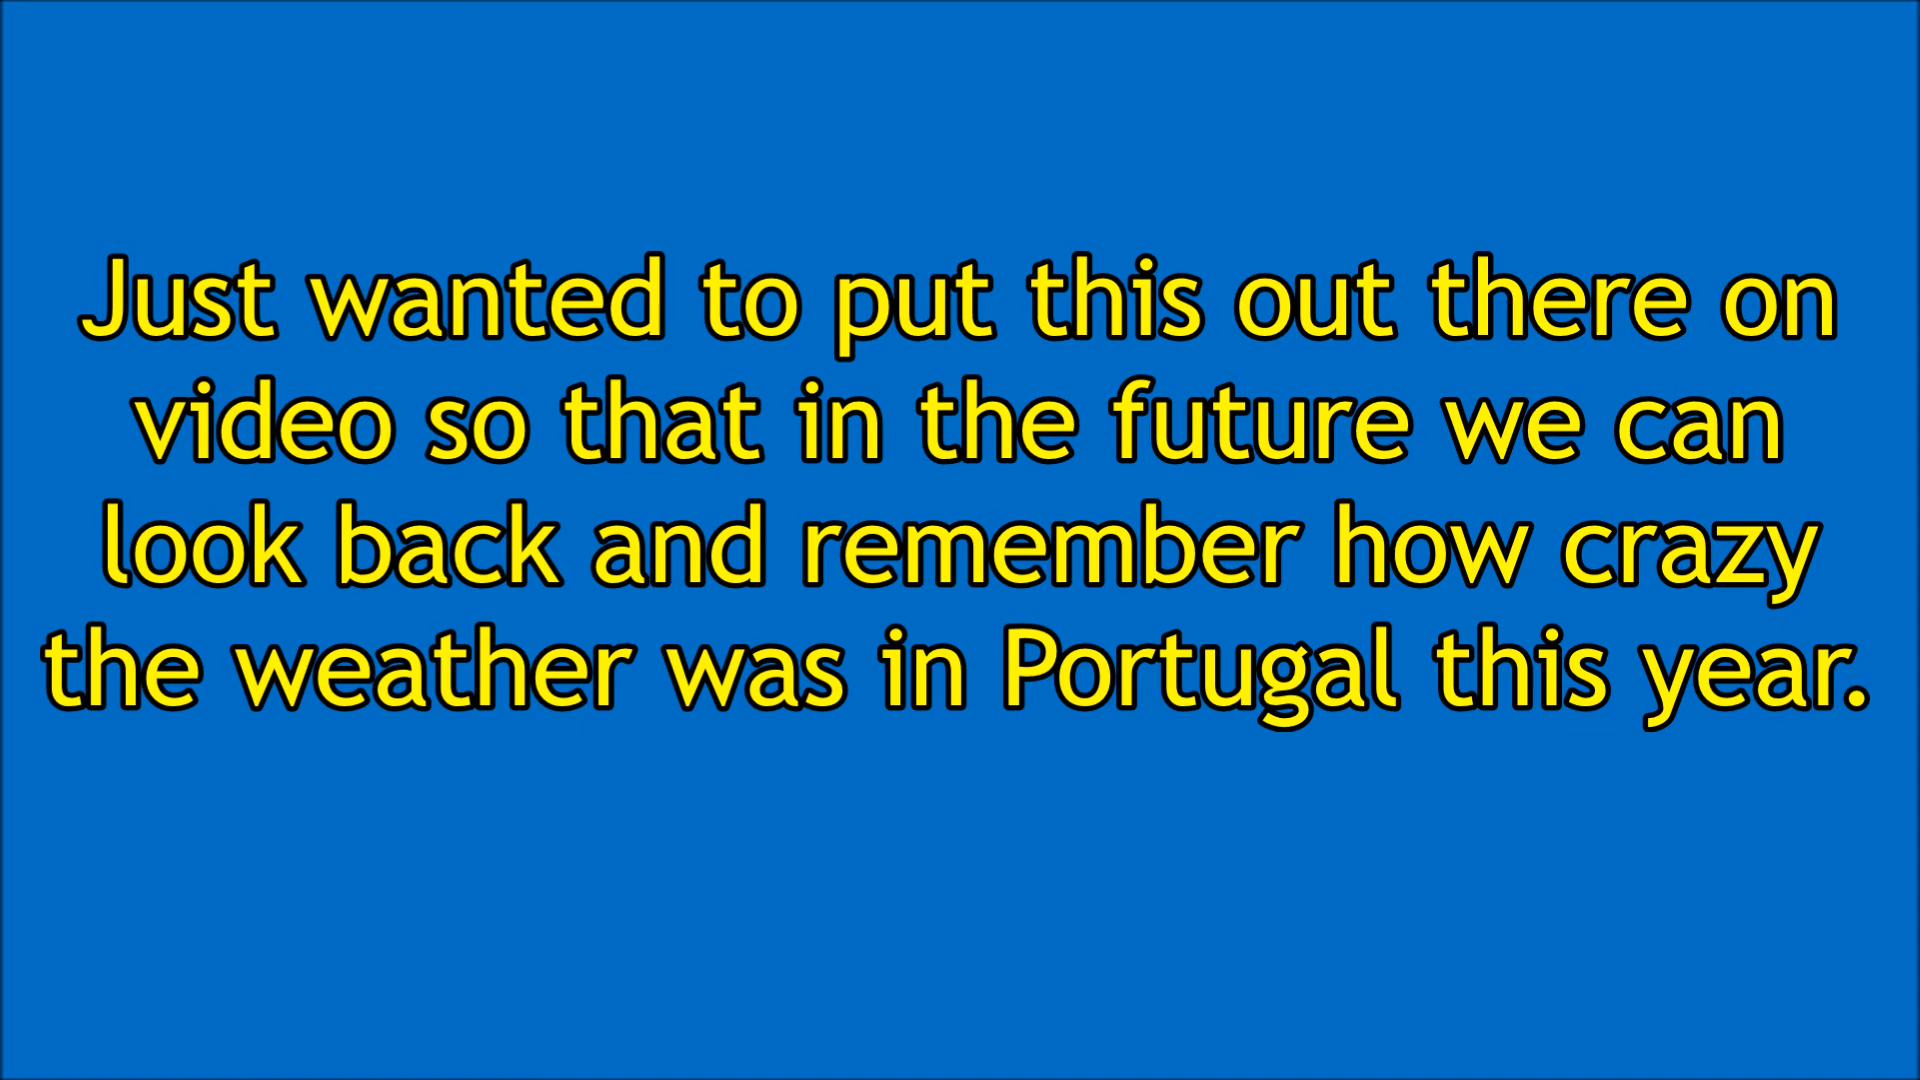 Just wanted to put this out there on
video so that in the future we can
look back and remember how crazy
the weather was in Portugal this year.